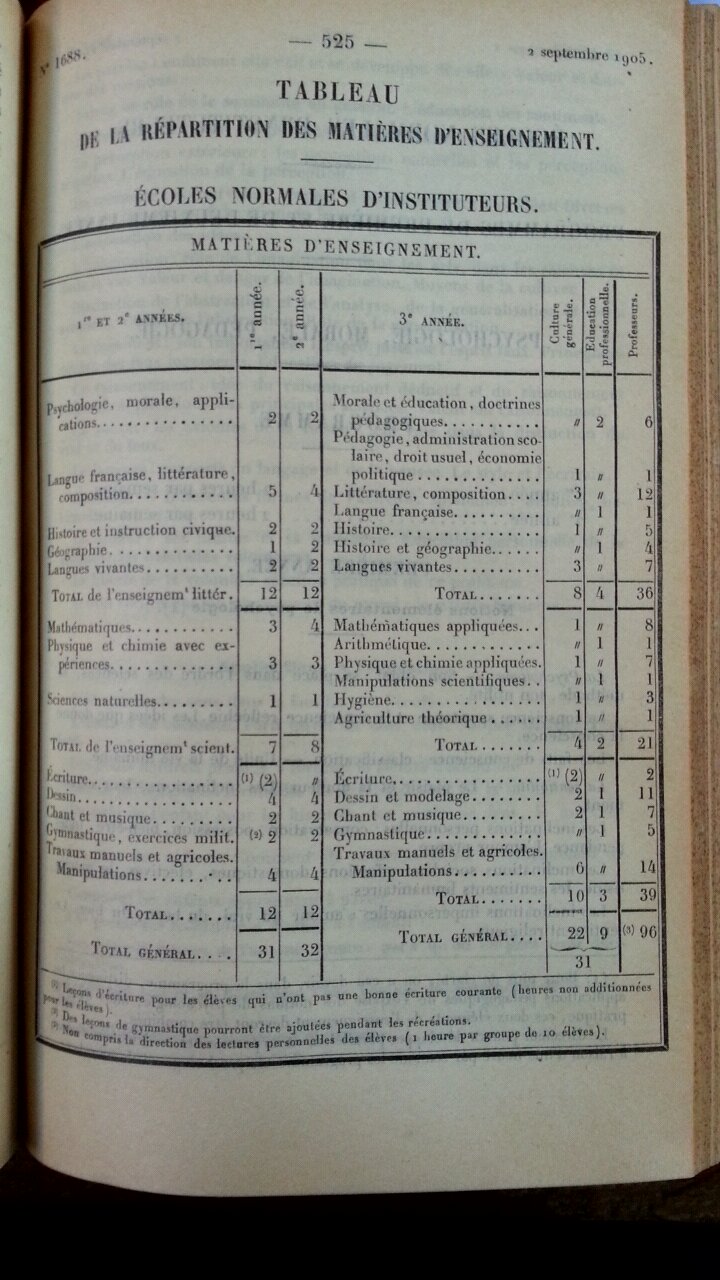 N° 1688.
— 525 —
2 septembre 1905.
TABLEAU
DE LA RÉPARTITION DES MATIÈRES D'ENSEIGNEMENT.
ÉCOLES NORMALES D'INSTITUTEURS.
MATIÈRES D'ENSEIGNEMENT.
1re ET 2e ANNÉES. 1re année. 2e année. 3e ANNÉE. Culture générale. Éducation professionnelle. Professeurs.
Morale et éducation, doctrines
Psychologie, morale, appli-
cations................ 2 2 pédagogiques........... " 2 6
Pédagogie, administration sco-
laire, droit usuel, économie
Langue française, littérature, politique............. 1 " 1
composition............ 5 4 Littérature, composition.... 3 " 12
Langue française.......... " 1 1
Histoire et instruction civique. 2 2 Histoire................ 1 " 5
Géographie............. 1 2 Histoire et géographie...... " 1 4
Langues vivantes.......... 2 2 Langues vivantes.......... 3 " 7
TOTAL de l'enseignemt littér. 12 12 TOTAL....... 8 4 36
Mathématiques........... 3 4 Mathématiques appliquées... 1 " 8
Physique et chimie avec ex- Arithmétique............. " 1 1
périences............. 3 3 Physique et chimie appliquées. 1 " 7
Manipulations scientifiques.. " 1 1
Sciences naturelles......... 1 1 Hygiène................ 1 " 3
Agriculture théorique...... 1 " 1
TOTAL de l'enseignemt scient. 7 8 TOTAL....... 4 2 21
Écriture................ (1) (2) " Écriture................ (1) (2) " 2
Dessin................. 4 4 Dessin et modelage........ 2 1 11
Chant et musique......... 2 2 Chant et musique......... 2 1 7
Gymnastique, exercices milit. (2) 2 2 Gymnastique............. " 1 5
Travaux manuels et agricoles. Travaux manuels et agricoles.
Manipulations.......... 4 4 Manipulations.......... 6 " 14
TOTAL....... 12 12 TOTAL....... 10 3 39
TOTAL GÉNÉRAL.... 31 32 TOTAL GÉNÉRAL.... 22 9 (3) 96
31
(1) Leçons d'écriture pour les élèves qui n'ont pas une bonne écriture courante (heures non additionnées
pour les élèves).
(2) Des leçons de gymnastique pourront être ajoutées pendant les récréations.
(3) Non compris la direction des lectures personnelles des élèves (1 heure par groupe de 10 élèves).